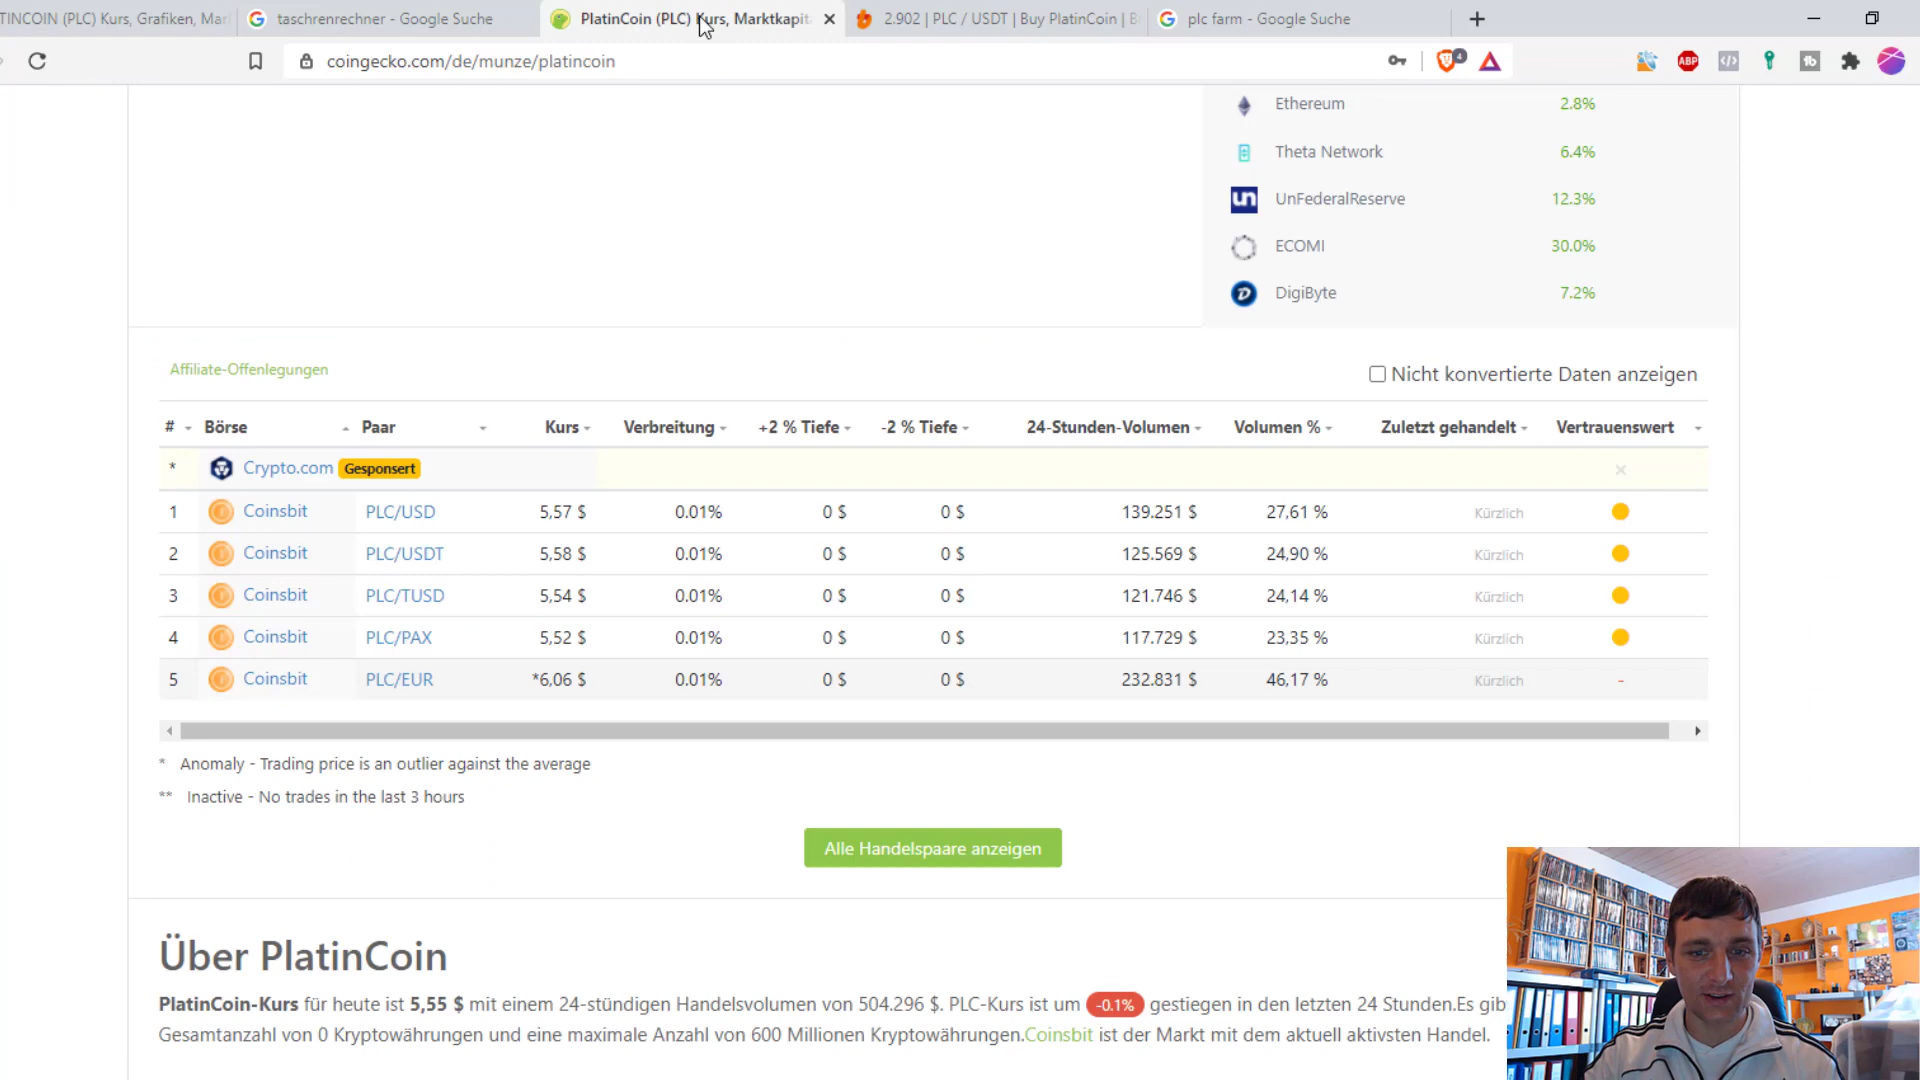 TINCOIN (PLC) Kurs, Grafiken, Mar
taschrenrechner - Google Suche
PlatinCoin (PLC) Kurs, Marktkapit
2.902 | PLC / USDT | Buy PlatinCoin | B
plc farm - Google Suche
coingecko.com/de/munze/platincoin
4
ABP
Ethereum 2.8%
Theta Network 6.4%
UnFederalReserve 12.3%
ECOMI 30.0%
DigiByte 7.2%
Affiliate-Offenlegungen
Nicht konvertierte Daten anzeigen
# Börse Paar Kurs Verbreitung +2 % Tiefe -2 % Tiefe 24-Stunden-Volumen Volumen % Zuletzt gehandelt Vertrauenswert
* Crypto.com Gesponsert ×
1 Coinsbit PLC/USD 5,57 $ 0.01% 0 $ 0 $ 139.251 $ 27,61 % Kürzlich
2 Coinsbit PLC/USDT 5,58 $ 0.01% 0 $ 0 $ 125.569 $ 24,90 % Kürzlich
3 Coinsbit PLC/TUSD 5,54 $ 0.01% 0 $ 0 $ 121.746 $ 24,14 % Kürzlich
4 Coinsbit PLC/PAX 5,52 $ 0.01% 0 $ 0 $ 117.729 $ 23,35 % Kürzlich
5 Coinsbit PLC/EUR *6,06 $ 0.01% 0 $ 0 $ 232.831 $ 46,17 % Kürzlich -
* Anomaly - Trading price is an outlier against the average
** Inactive - No trades in the last 3 hours
Alle Handelspaare anzeigen
Über PlatinCoin
PlatinCoin-Kurs für heute ist 5,55 $ mit einem 24-stündigen Handelsvolumen von 504.296 $. PLC-Kurs ist um -0.1% gestiegen in den letzten 24 Stunden.Es gib
Gesamtanzahl von 0 Kryptowährungen und eine maximale Anzahl von 600 Millionen Kryptowährungen.Coinsbit ist der Markt mit dem aktuell aktivsten Handel.